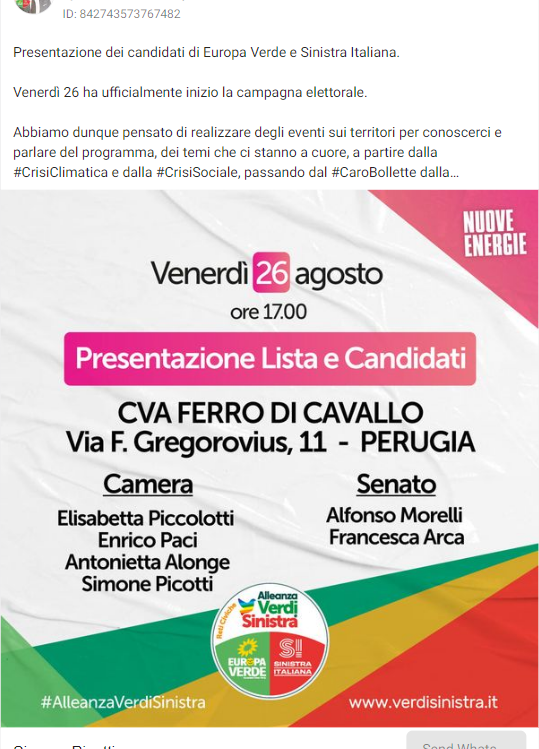 ID: 842743573767482
Presentazione dei candidati di Europa Verde e Sinistra Italiana.
Venerdì 26 ha ufficialmente inizio la campagna elettorale.
Abbiamo dunque pensato di realizzare degli eventi sui territori per conoscerci e
parlare del programma, dei temi che ci stanno a cuore, a partire dalla
#CrisiClimatica e dalla #CrisiSociale, passando dal #CaroBollette dalla...
NUOVE
ENERGIE
Venerdì 26 agosto
ore 17.00
Presentazione Lista e Candidati
CVA FERRO DI CAVALLO
Via F. Gregorovius, 11 - PERUGIA
Camera
Elisabetta Piccolotti
Enrico Paci
Antonietta Alonge
Simone Picotti
Senato
Alfonso Morelli
Francesca Arca
Reti Civiche
Alleanza
Verdi
Sinistra
EUROPA
VERDE
SI
SINISTRA
ITALIANA
#AlleanzaVerdiSinistra
www.verdisinistra.it